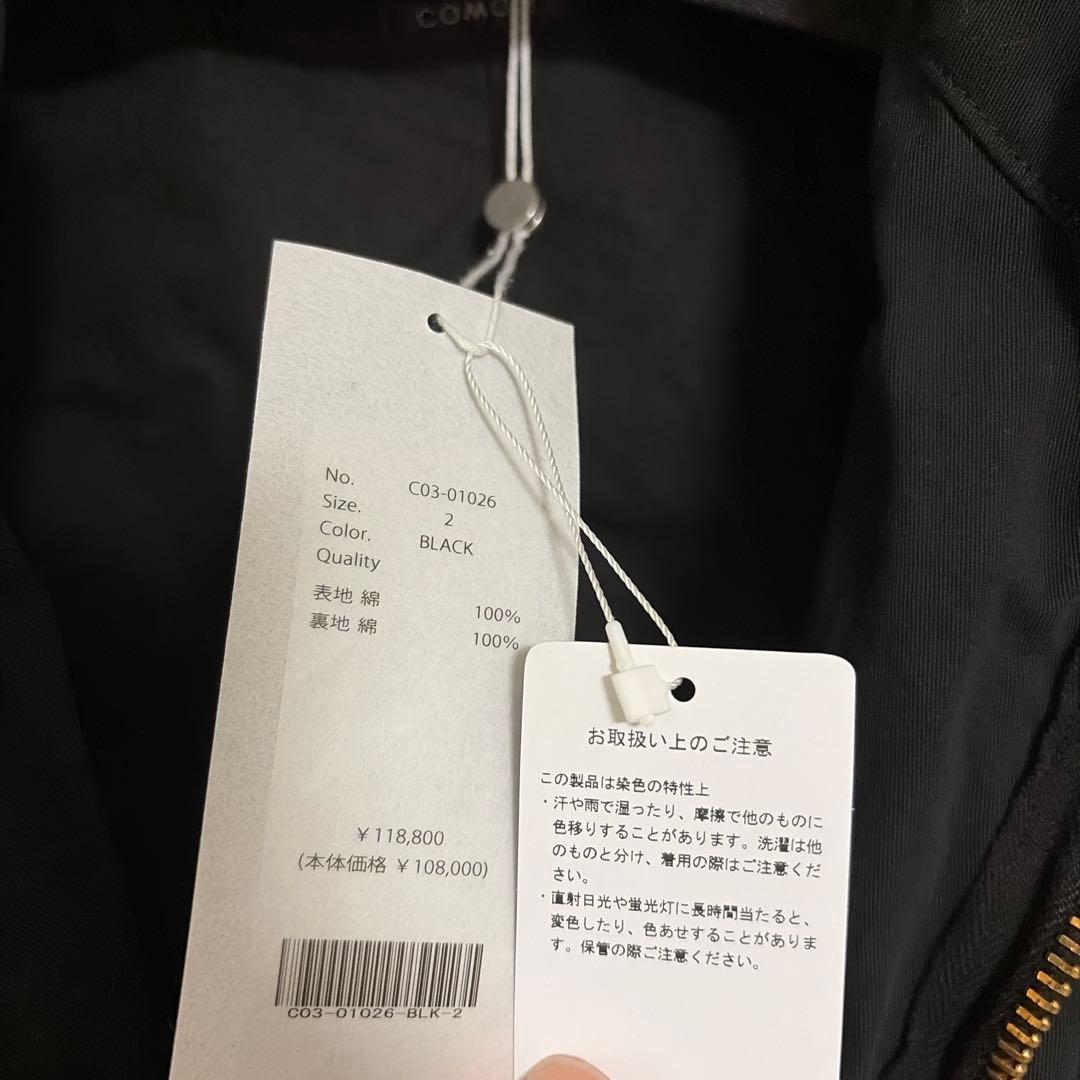 No. C03-01026
Size. 2
Color. BLACK
Quality
表地 綿 100%
裏地 綿 100%
¥118,800
(本体価格 ¥108,000)
C03-01026-BLK-2
お取扱い上のご注意
この製品は染色の特性上
・汗や雨で湿ったり、摩擦で他のものに
色移りすることがあります。洗濯は他
のものと分け、着用の際はご注意くだ
さい。
・直射日光や蛍光灯に長時間当たると、
変色したり、色あせすることがありま
す。保管の際ご注意ください。